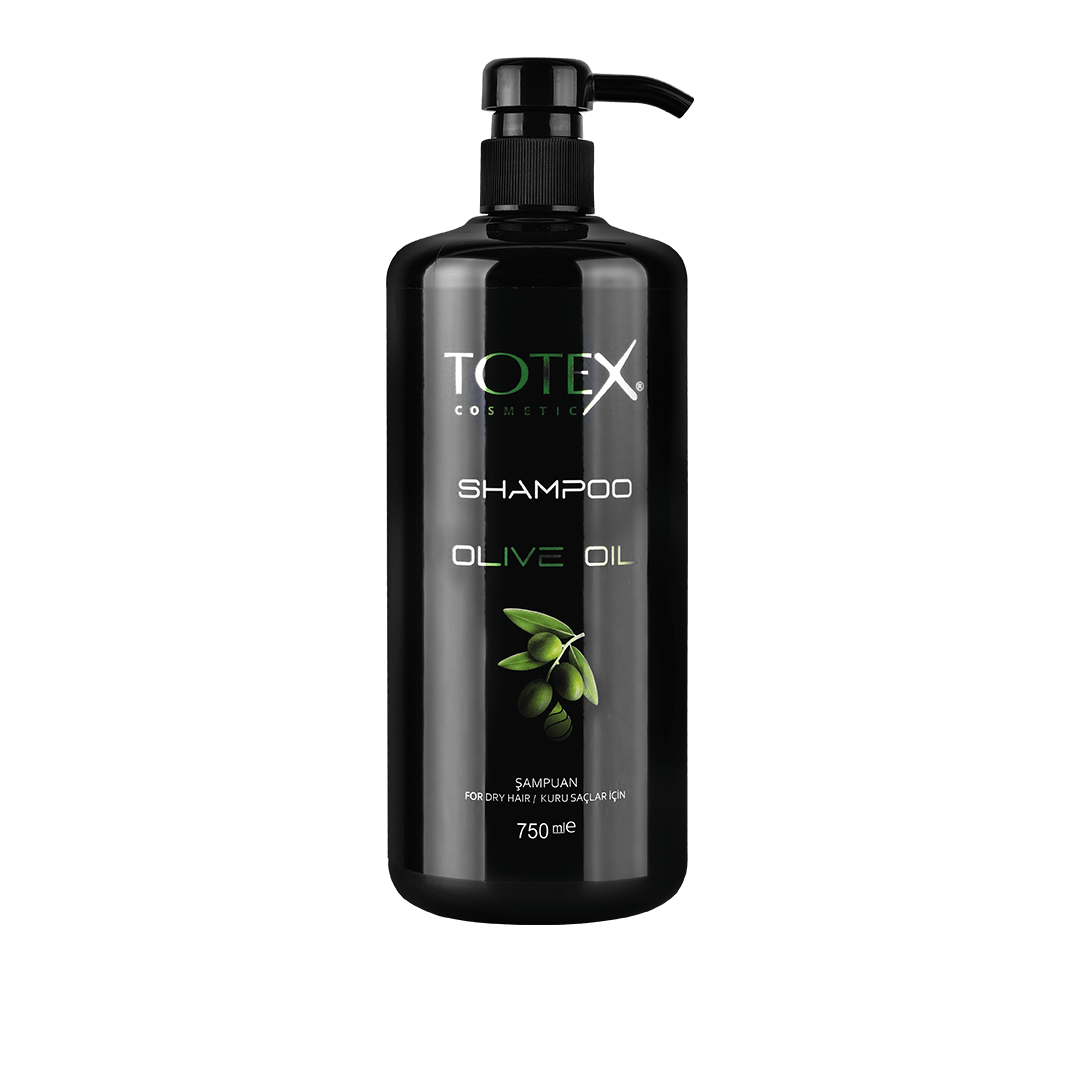 TOTEX®
COSMETIC
SHAMPOO
OLIVE OIL
ŞAMPUAN
FOR DRY HAIR / KURU SAÇLAR İÇİN
750 ml e